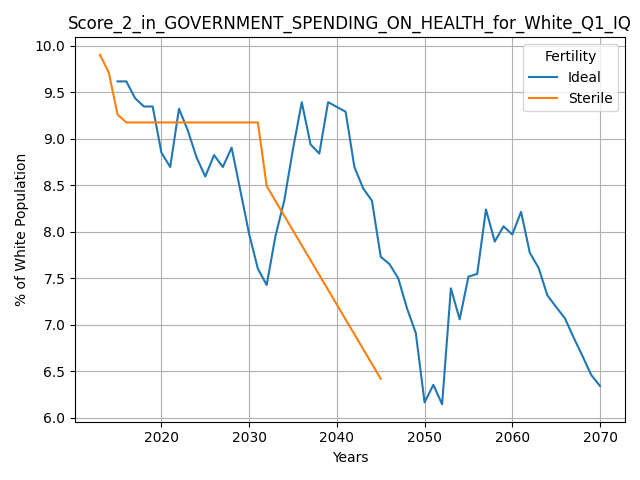 Score_2_in_GOVERNMENT_SPENDING_ON_HEALTH_for_White_Q1_IQ
10.0
9.5
9.0
8.5
8.0
7.5
7.0
6.5
6.0
% of White Population
Fertility
Ideal
Sterile
2020 2030 2040 2050 2060 2070
Years